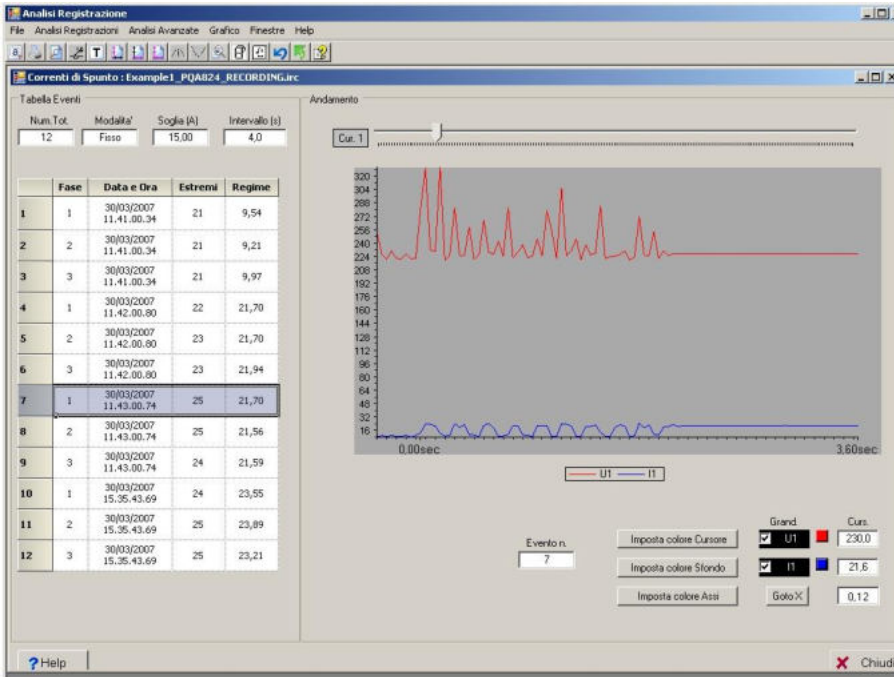 Analisi Registrazione
File Analisi Registrazioni Analisi Avanzate Grafico Finestre Help
Correnti di Spunto : Example1_PQA824_RECORDING.irc
Tabella Eventi
Num.Tot. Modalita' Soglia (A) Intervallo (s)
12 Fisso 15,00 4,0
Fase Data e Ora Estremi Regime
1 1 30/03/2007 11.41.00.34 21 9,54
2 2 30/03/2007 11.41.00.34 21 9,21
3 3 30/03/2007 11.41.00.34 21 9,97
4 1 30/03/2007 11.42.00.80 22 21,70
5 2 30/03/2007 11.42.00.80 23 21,70
6 3 30/03/2007 11.42.00.80 23 21,94
7 1 30/03/2007 11.43.00.74 25 21,70
8 2 30/03/2007 11.43.00.74 25 21,56
9 3 30/03/2007 11.43.00.74 24 21,59
10 1 30/03/2007 15.35.43.69 24 23,55
11 2 30/03/2007 15.35.43.69 25 23,89
12 3 30/03/2007 15.35.43.69 25 23,21
Andamento
Cur. 1
320
304
288
272
256
240
224
208
192
176
160
144
128
112
96
80
64
48
32
16
0,00sec 3,60sec
U1 I1
Evento n.
7
Grand. Curs.
Imposta colore Cursore U1 230,0
Imposta colore Sfondo I1 21,6
Imposta colore Assi Goto X 0,12
? Help
Chiudi